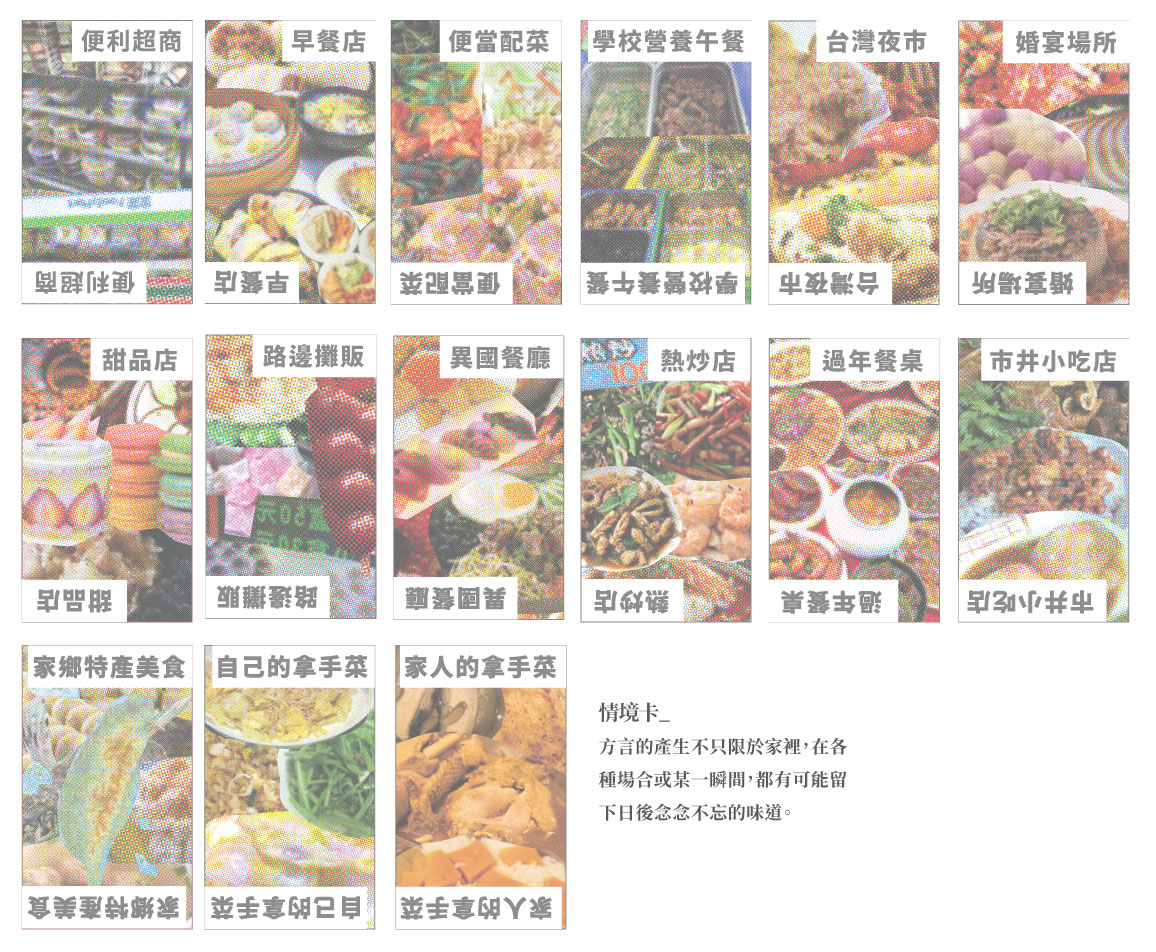 便利超商
早餐店
便當配菜
學校營養午餐
台灣夜市
婚宴場所
全家 FamilyMart
便利超商
早餐店
便當配菜
學校營養午餐
台灣夜市
婚宴場所
甜品店
路邊攤販
異國餐廳
熱炒店
過年餐桌
市井小吃店
熱炒
100
甜品店
路邊攤販
異國餐廳
熱炒店
過年餐桌
市井小吃店
家鄉特產美食
自己的拿手菜
家人的拿手菜
情境卡_
方言的產生不只限於家裡，在各
種場合或某一瞬間，都有可能留
下日後念念不忘的味道。
家鄉特產美食
自己的拿手菜
家人的拿手菜